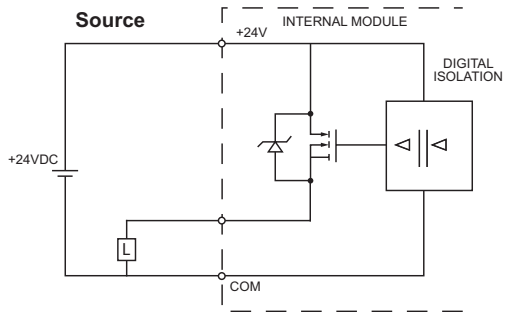 Source
INTERNAL MODULE
+24V
DIGITAL
ISOLATION
+24VDC
L
COM